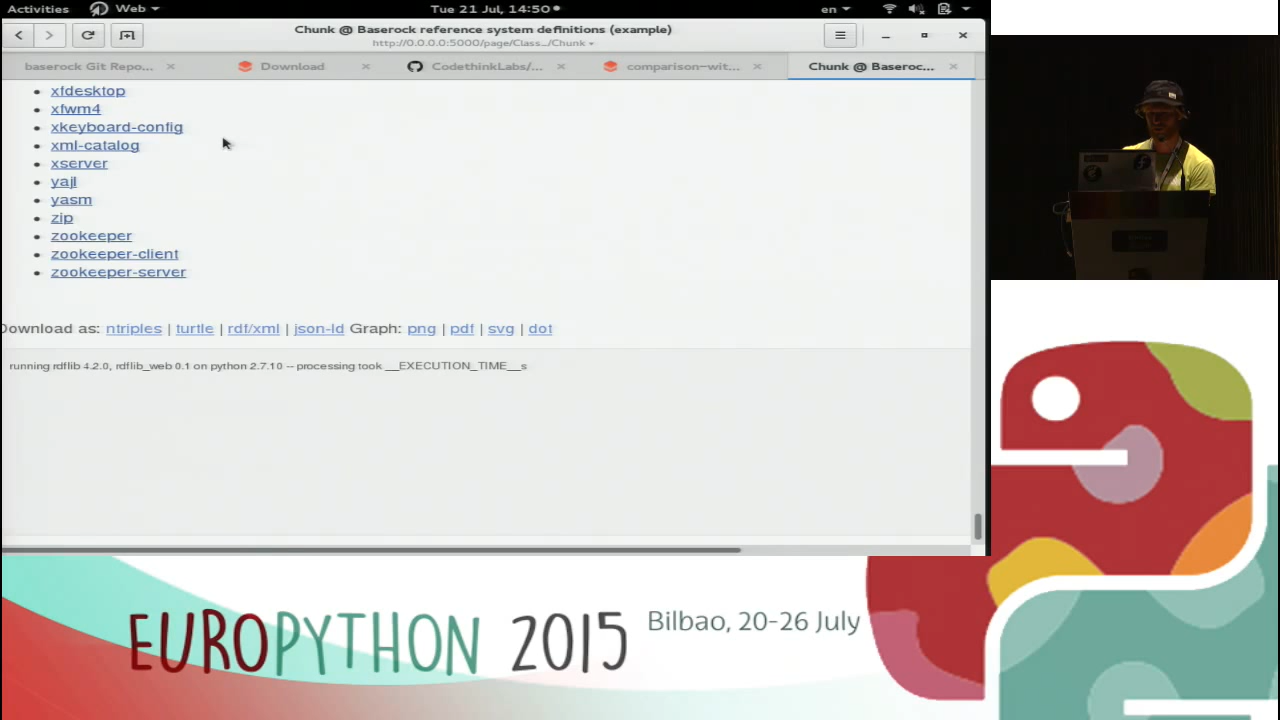 Activities Web Tue 21 Jul, 14:50 en
Chunk @ Baserock reference system definitions (example)
http://0.0.0.0:5000/page/Class.../Chunk
baserock Git Repo... Download CodethinkLabs/... comparison-wit... Chunk @ Baseroc...
xfdesktop
xfwm4
xkeyboard-config
xml-catalog
xserver
yajl
yasm
zip
zookeeper
zookeeper-client
zookeeper-server
Download as: ntriples | turtle | rdf/xml | json-ld Graph: png | pdf | svg | dot
running rdflib 4.2.0, rdflib_web 0.1 on python 2.7.10 -- processing took __EXECUTION_TIME__s
EUROPYTHON 2015 Bilbao, 20-26 July